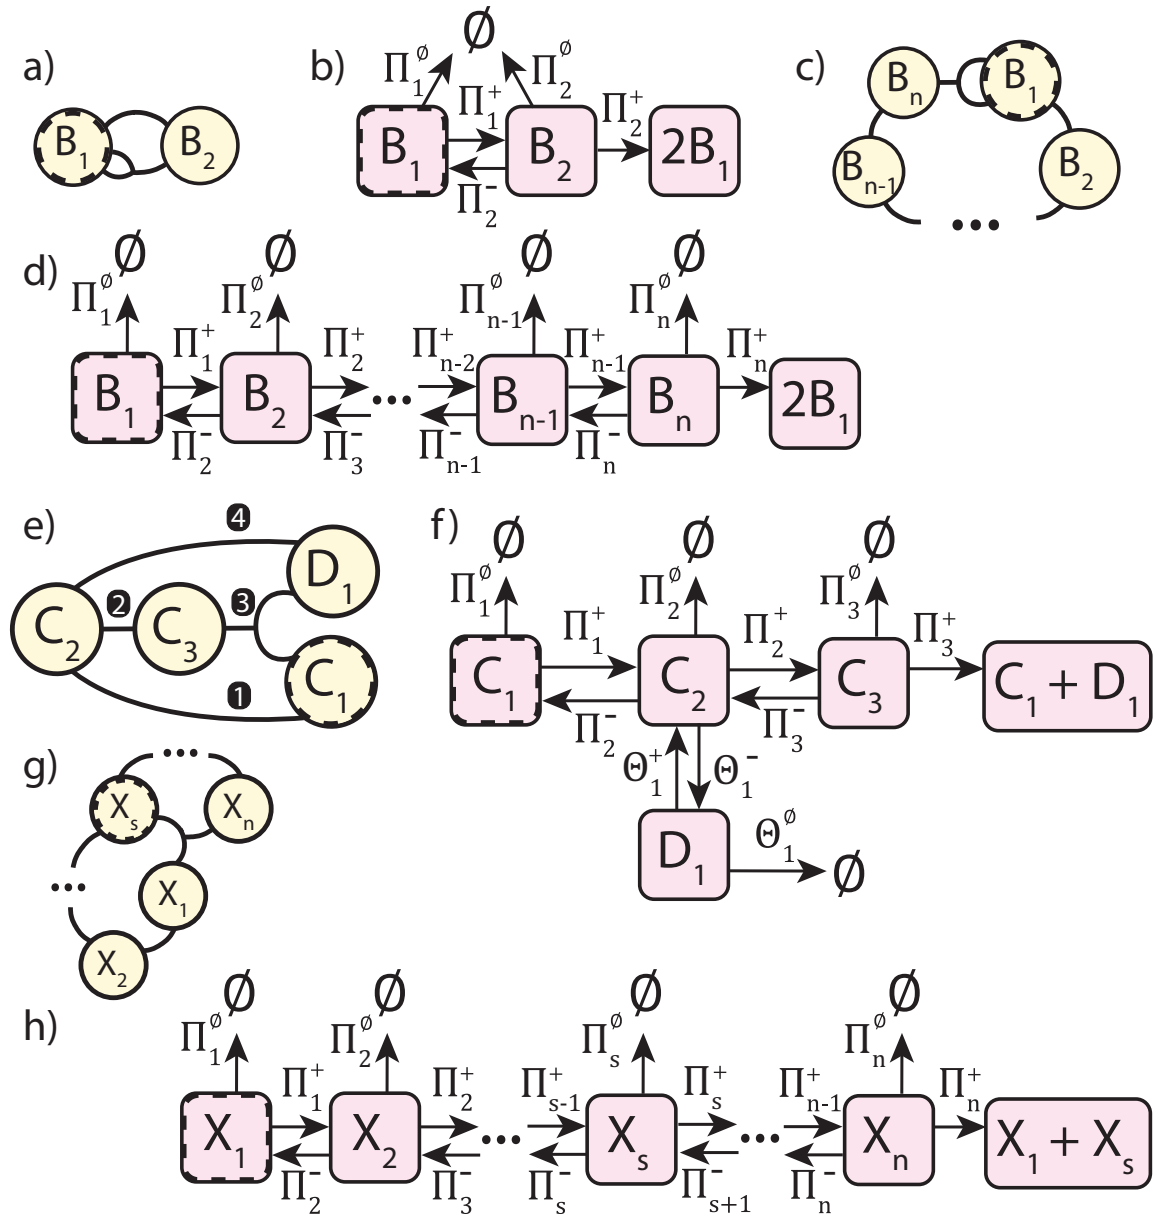 a)
B₁ B₂
b)
∅
Π₁^∅ Π₂^∅
Π₁⁺ Π₂⁺
B₁ B₂ 2B₁
Π₂⁻
c)
Bₙ B₁
Bₙ₋₁ B₂
...
d)
∅ ∅ ∅ ∅
Π₁^∅ Π₂^∅ Πₙ₋₁^∅ Πₙ^∅
Π₁⁺ Π₂⁺ Πₙ₋₂⁺ Πₙ₋₁⁺ Πₙ⁺
B₁ B₂ ... Bₙ₋₁ Bₙ 2B₁
Π₂⁻ Π₃⁻ Πₙ₋₁⁻ Πₙ⁻
e)
4
D₁
2 3
C₂ C₃
C₁
1
f)
∅ ∅ ∅
Π₁^∅ Π₂^∅ Π₃^∅
Π₁⁺ Π₂⁺ Π₃⁺
C₁ C₂ C₃ C₁ + D₁
Π₂⁻ Π₃⁻
Θ₁⁺ Θ₁⁻
Θ₁^∅
D₁ ∅
g)
...
Xₛ Xₙ
...
X₁
X₂
h)
∅ ∅ ∅ ∅
Π₁^∅ Π₂^∅ Πₛ^∅ Πₙ^∅
Π₁⁺ Π₂⁺ Πₛ₋₁⁺ Πₛ⁺ Πₙ₋₁⁺ Πₙ⁺
X₁ X₂ ... Xₛ ... Xₙ X₁ + Xₛ
Π₂⁻ Π₃⁻ Πₛ⁻ Πₛ₊₁⁻ Πₙ⁻